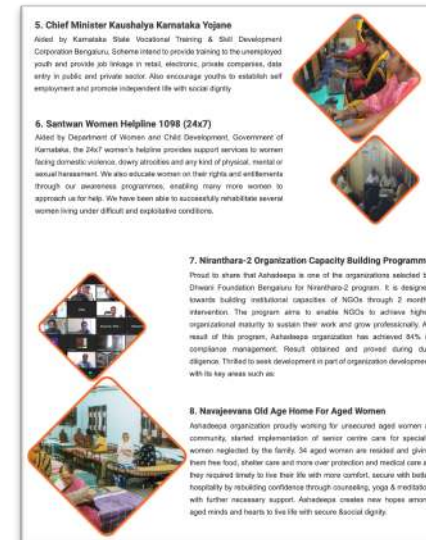 5. Chief Minister Kaushalya Karnataka Yojane
Aided by Karnataka State Vocational Training & Skill Development
Corporation Bengaluru, Scheme intend to provide training to the unemployed
youth and provide job linkage in retail, electronic, private companies, data
entry in public and private sector. Also encourage youths to establish self
employment and promote independent life with social dignity
6. Santwan Women Helpline 1098 (24x7)
Aided by Department of Women and Child Development, Government of
Karnataka, the 24x7 women's helpline provides support services to women
facing domestic violence, dowry atrocities and any kind of physical, mental or
sexual harassment. We also educate women on their rights and entitlements
through our awareness programmes, enabling many more women to
approach us for help. We have been able to successfully rehabilitate several
women living under difficult and exploitative conditions.
7. Niranthara-2 Organization Capacity Building Programm
Proud to share that Ashadeepa is one of the organizations selected b
Dhwani Foundation Bengaluru for Niranthara-2 program. It is designe
towards building institutional capacities of NGOs through 2 month
intervention. The program aims to enable NGOs to achieve highe
organizational maturity to sustain their work and grow professionally. A
result of this program, Ashadeepa organization has achieved 84% i
compliance management. Result obtained and proved during du
diligence. Thrilled to seek development in part of organization developme
with its key areas such as:
8. Navajeevana Old Age Home For Aged Women
Ashadeepa organization proudly working for unsecured aged women
community, started implementation of senior centre care for special
women neglected by the family. 34 aged women are resided and givin
them free food, shelter care and more over protection and medical care a
they required timely to live their life with more comfort, secure with bette
hospitality by rebuilding confidence through counseling, yoga & meditatio
with further necessary support. Ashadeepa creates new hopes amon
aged minds and hearts to live life with secure &social dignity.